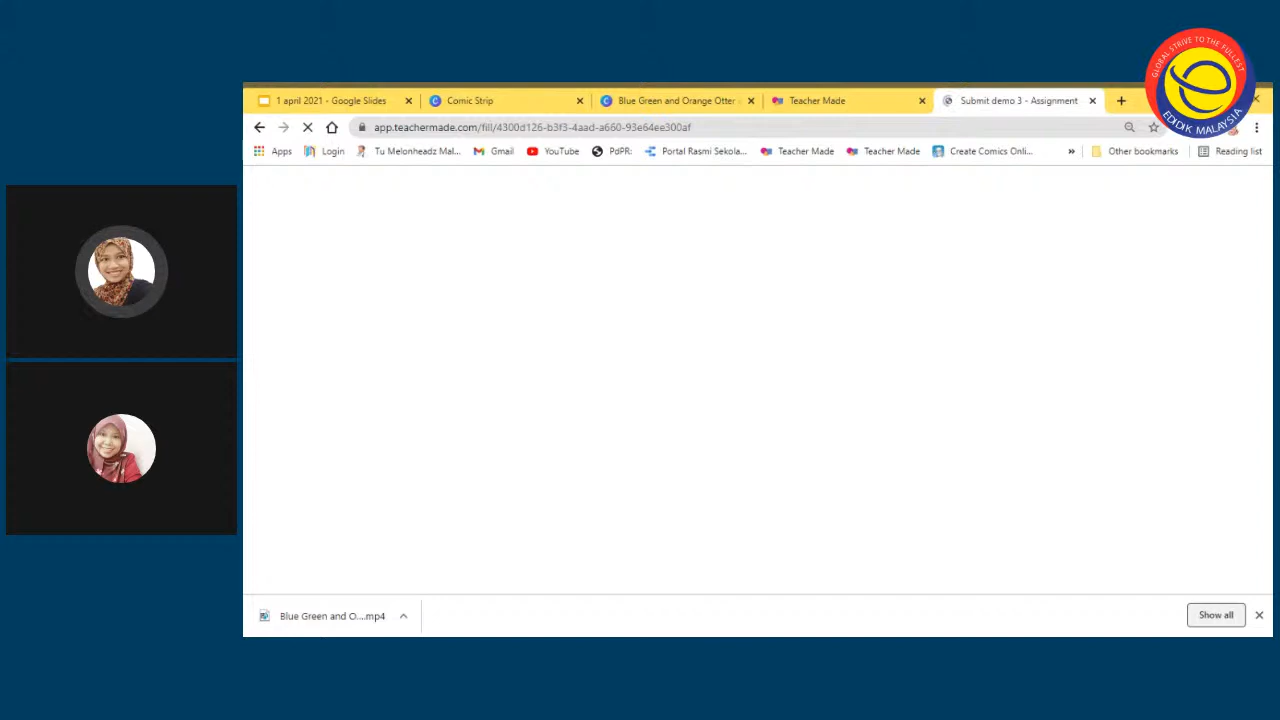 GLOBAL STRIVE TO THE FULLEST
EDIDIK MALAYSIA
1 april 2021 - Google Slides
Comic Strip
Blue Green and Orange Otter
Teacher Made
Submit demo 3 - Assignment
app.teachermade.com/fill/4300d126-b3f3-4aad-a660-93e64ee300af
Apps
Login
Tu Melonheadz Mal...
Gmail
YouTube
PdPR:
Portal Rasmi Sekola...
Teacher Made
Teacher Made
Create Comics Onli...
»
Other bookmarks
Reading list
Blue Green and O....mp4
Show all